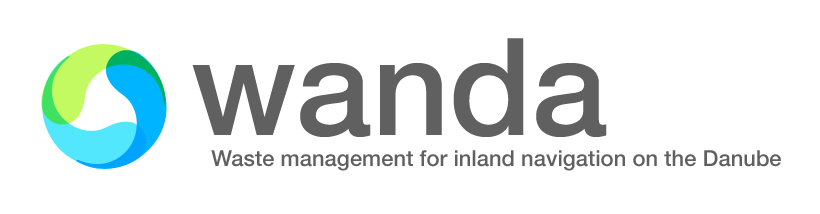 wanda
Waste management for inland navigation on the Danube